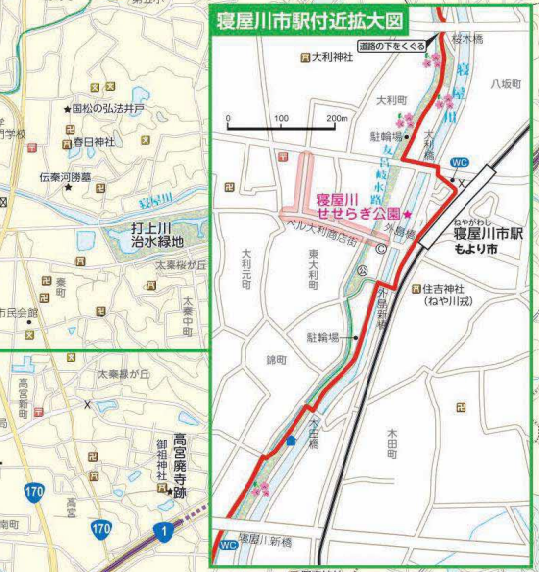 寝屋川市駅付近拡大図
道路の下をくぐる
桜木橋
大利神社
寝屋川
八坂町
0 100 200m
大利町
駐輪場
大利橋
友呂岐水路
WC
寝屋川
せせらぎ公園★
ねやがわし
寝屋川市駅
もより市
ベル大利商店街
外島橋
大利元町
東大利町
住吉神社
(ねや川戎)
外島新橋
駐輪場
錦町
木田橋
木田町
WC
寝屋川新橋
★国松の弘法井戸
春日神社
伝秦河勝墓
★
寝屋川
打上川
治水緑地
太秦桜が丘
秦町
太秦中町
市民会館
太秦緑が丘
高宮新町
高宮廃寺跡
御祖神社
★
高宮
170
170
1
南町